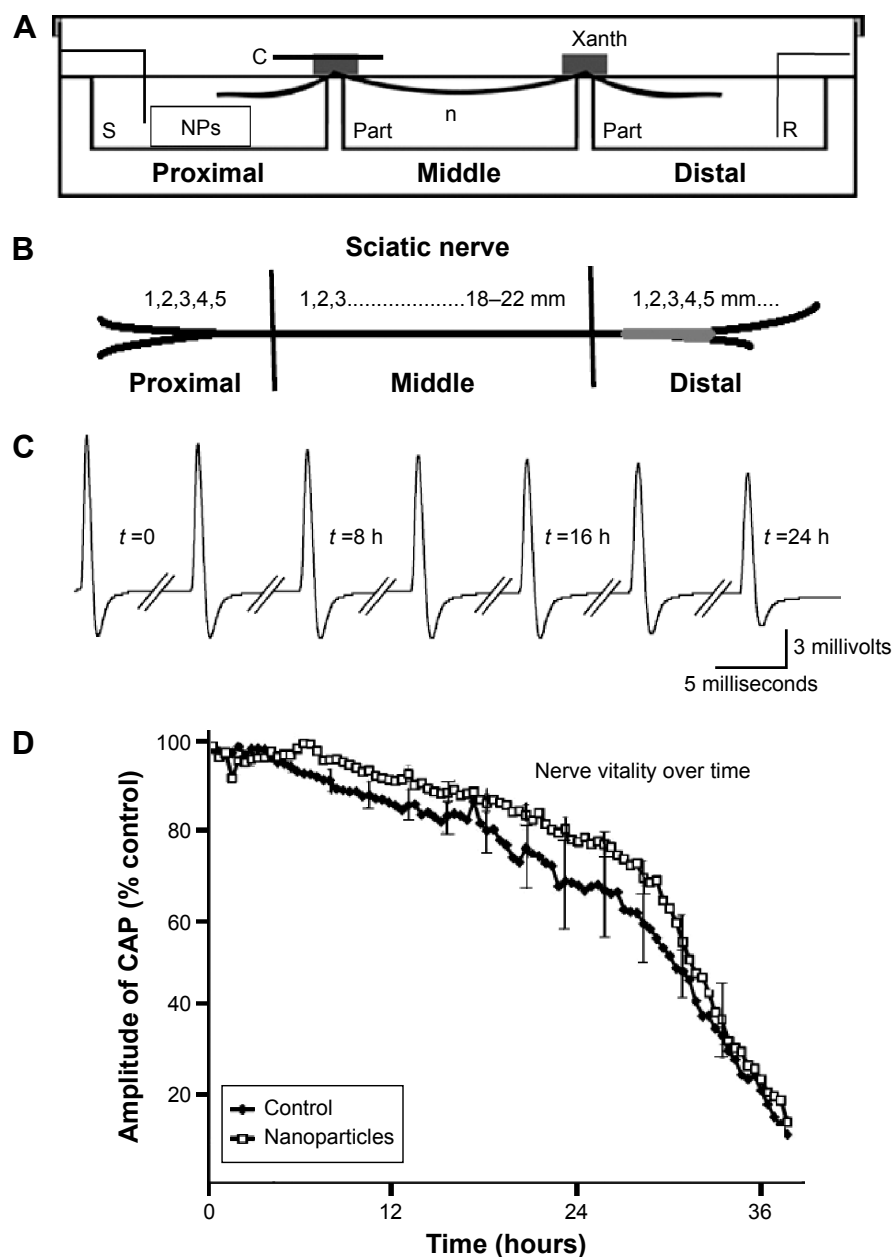 A
C
Xanth
S
NPs
Part
n
Part
R
Proximal Middle Distal
B
Sciatic nerve
1,2,3,4,5 1,2,3.....................18–22 mm 1,2,3,4,5 mm....
Proximal Middle Distal
C
t =0 t =8 h t =16 h t =24 h
3 millivolts
5 milliseconds
D
Nerve vitality over time
Amplitude of CAP (% control)
100
80
60
40
20
Control
Nanoparticles
0 12 24 36
Time (hours)